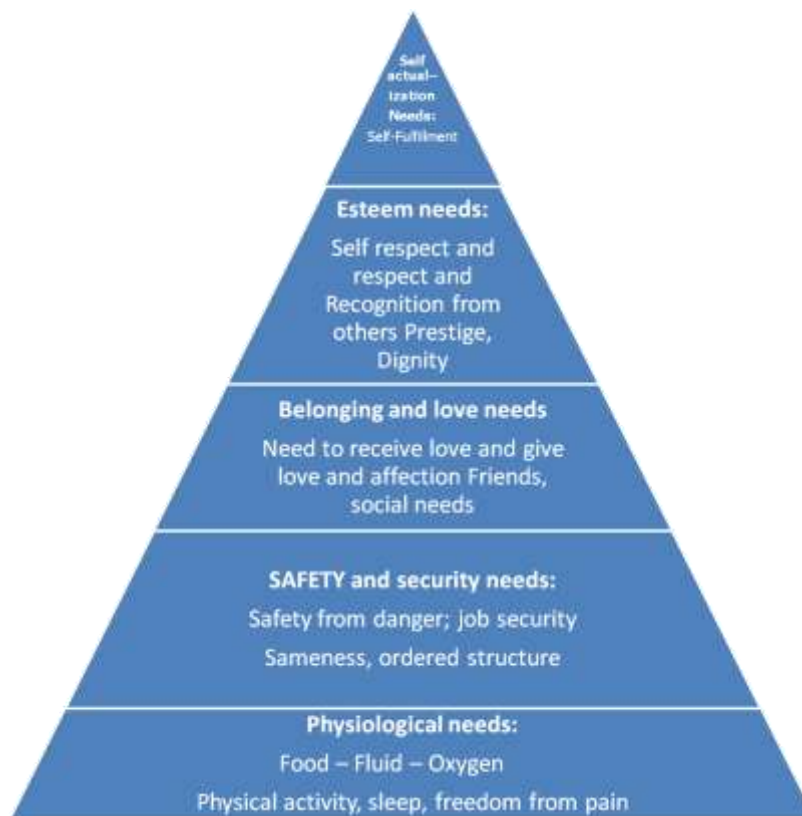 Self
actual–
ization
Needs:
Self-Fulfilment
Esteem needs:
Self respect and
respect and
Recognition from
others Prestige,
Dignity
Belonging and love needs
Need to receive love and give
love and affection Friends,
social needs
SAFETY and security needs:
Safety from danger; job security
Sameness, ordered structure
Physiological needs:
Food – Fluid – Oxygen
Physical activity, sleep, freedom from pain